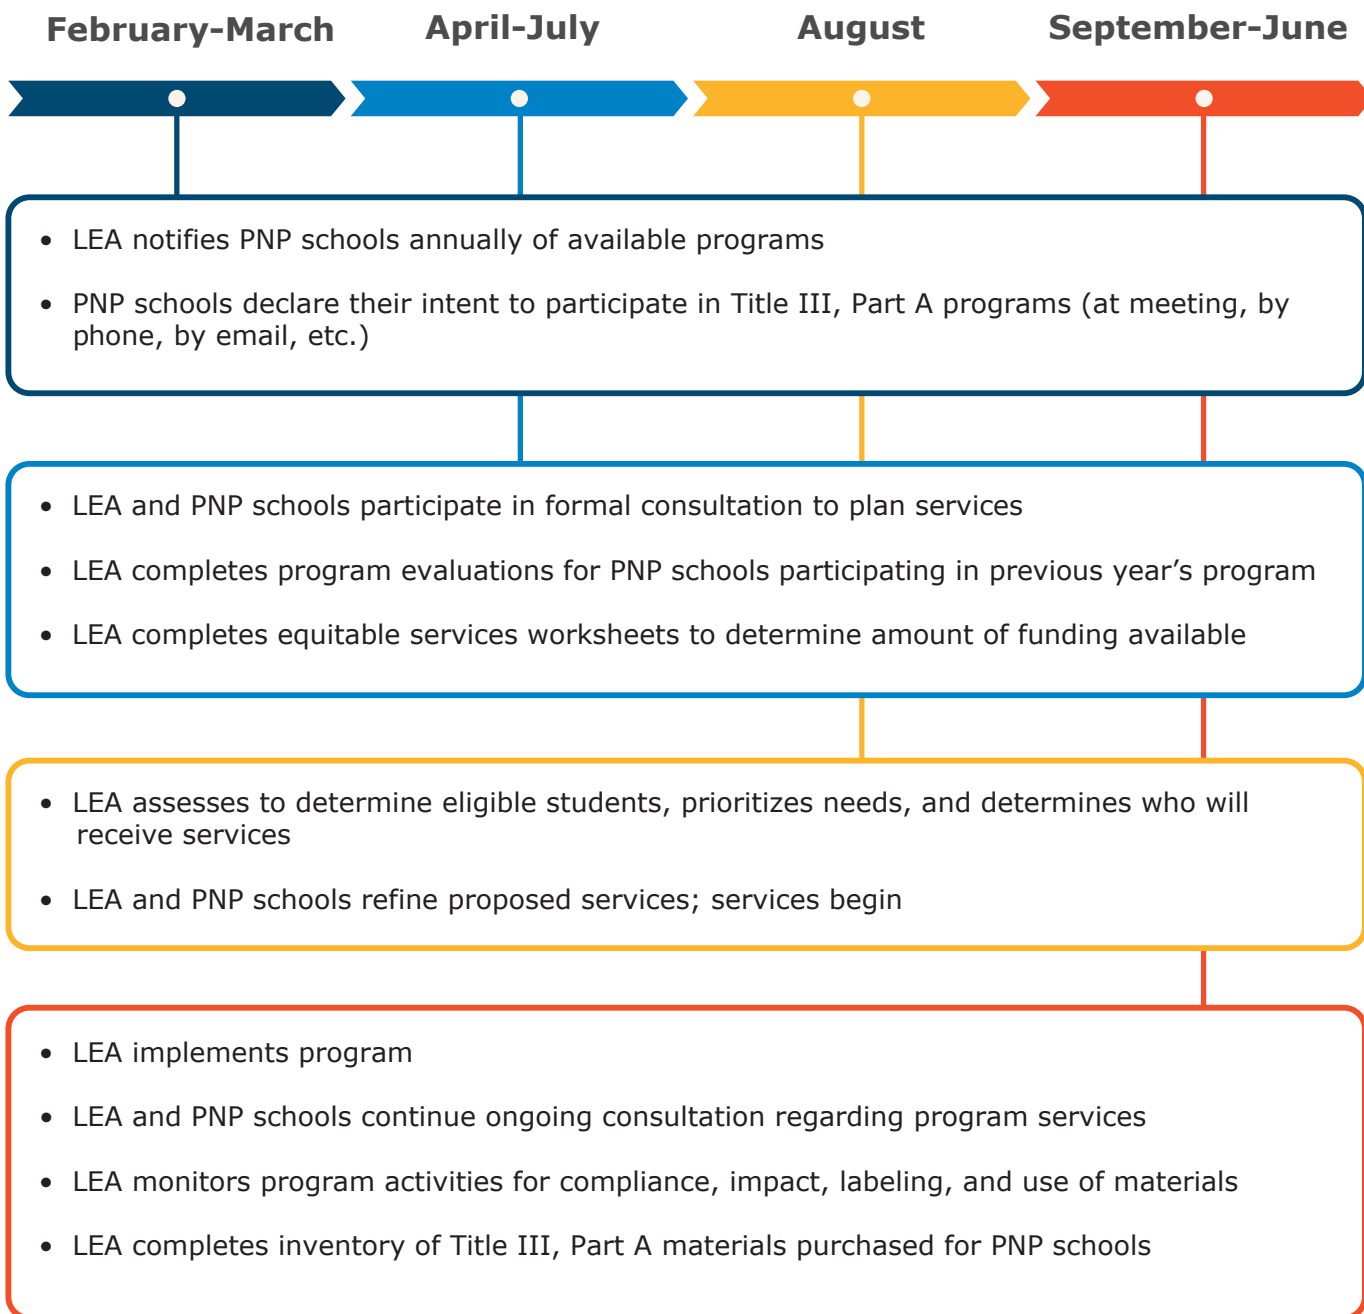 February-March April-July August September-June
• LEA notifies PNP schools annually of available programs
• PNP schools declare their intent to participate in Title III, Part A programs (at meeting, by
phone, by email, etc.)
• LEA and PNP schools participate in formal consultation to plan services
• LEA completes program evaluations for PNP schools participating in previous year’s program
• LEA completes equitable services worksheets to determine amount of funding available
• LEA assesses to determine eligible students, prioritizes needs, and determines who will
receive services
• LEA and PNP schools refine proposed services; services begin
• LEA implements program
• LEA and PNP schools continue ongoing consultation regarding program services
• LEA monitors program activities for compliance, impact, labeling, and use of materials
• LEA completes inventory of Title III, Part A materials purchased for PNP schools